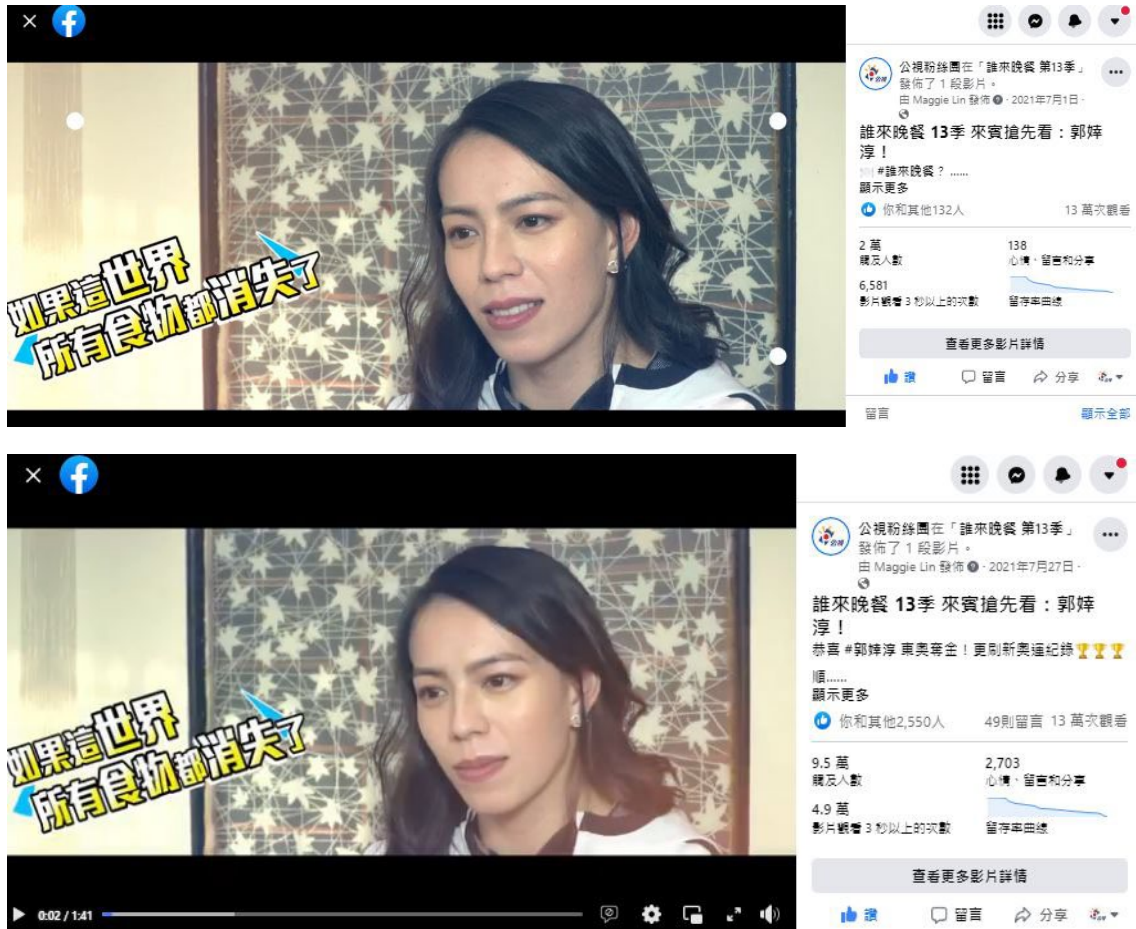 如果這世界
所有食物都消失了
公視粉絲團在「誰來晚餐 第13季」
發佈了 1 段影片。
由 Maggie Lin 發佈 · 2021年7月1日 ·
誰來晚餐 13季 來賓搶先看：郭婞
淳！
#誰來晚餐？ ……
顯示更多
你和其他132人 13 萬次觀看
2 萬 138
觸及人數 心情、留言和分享
6,581
影片觀看 3 秒以上的次數 留存率曲線
查看更多影片詳情
讚 留言 分享
留言 顯示全部
如果這世界
所有食物都消失了
0:02 / 1:41
公視粉絲團在「誰來晚餐 第13季」
發佈了 1 段影片。
由 Maggie Lin 發佈 · 2021年7月27日 ·
誰來晚餐 13季 來賓搶先看：郭婞
淳！
恭喜 #郭婞淳 東奧奪金！更刷新奧運紀錄🏆🏆🏆
順……
顯示更多
你和其他2,550人 49則留言 13 萬次觀看
9.5 萬 2,703
觸及人數 心情、留言和分享
4.9 萬
影片觀看 3 秒以上的次數 留存率曲線
查看更多影片詳情
讚 留言 分享